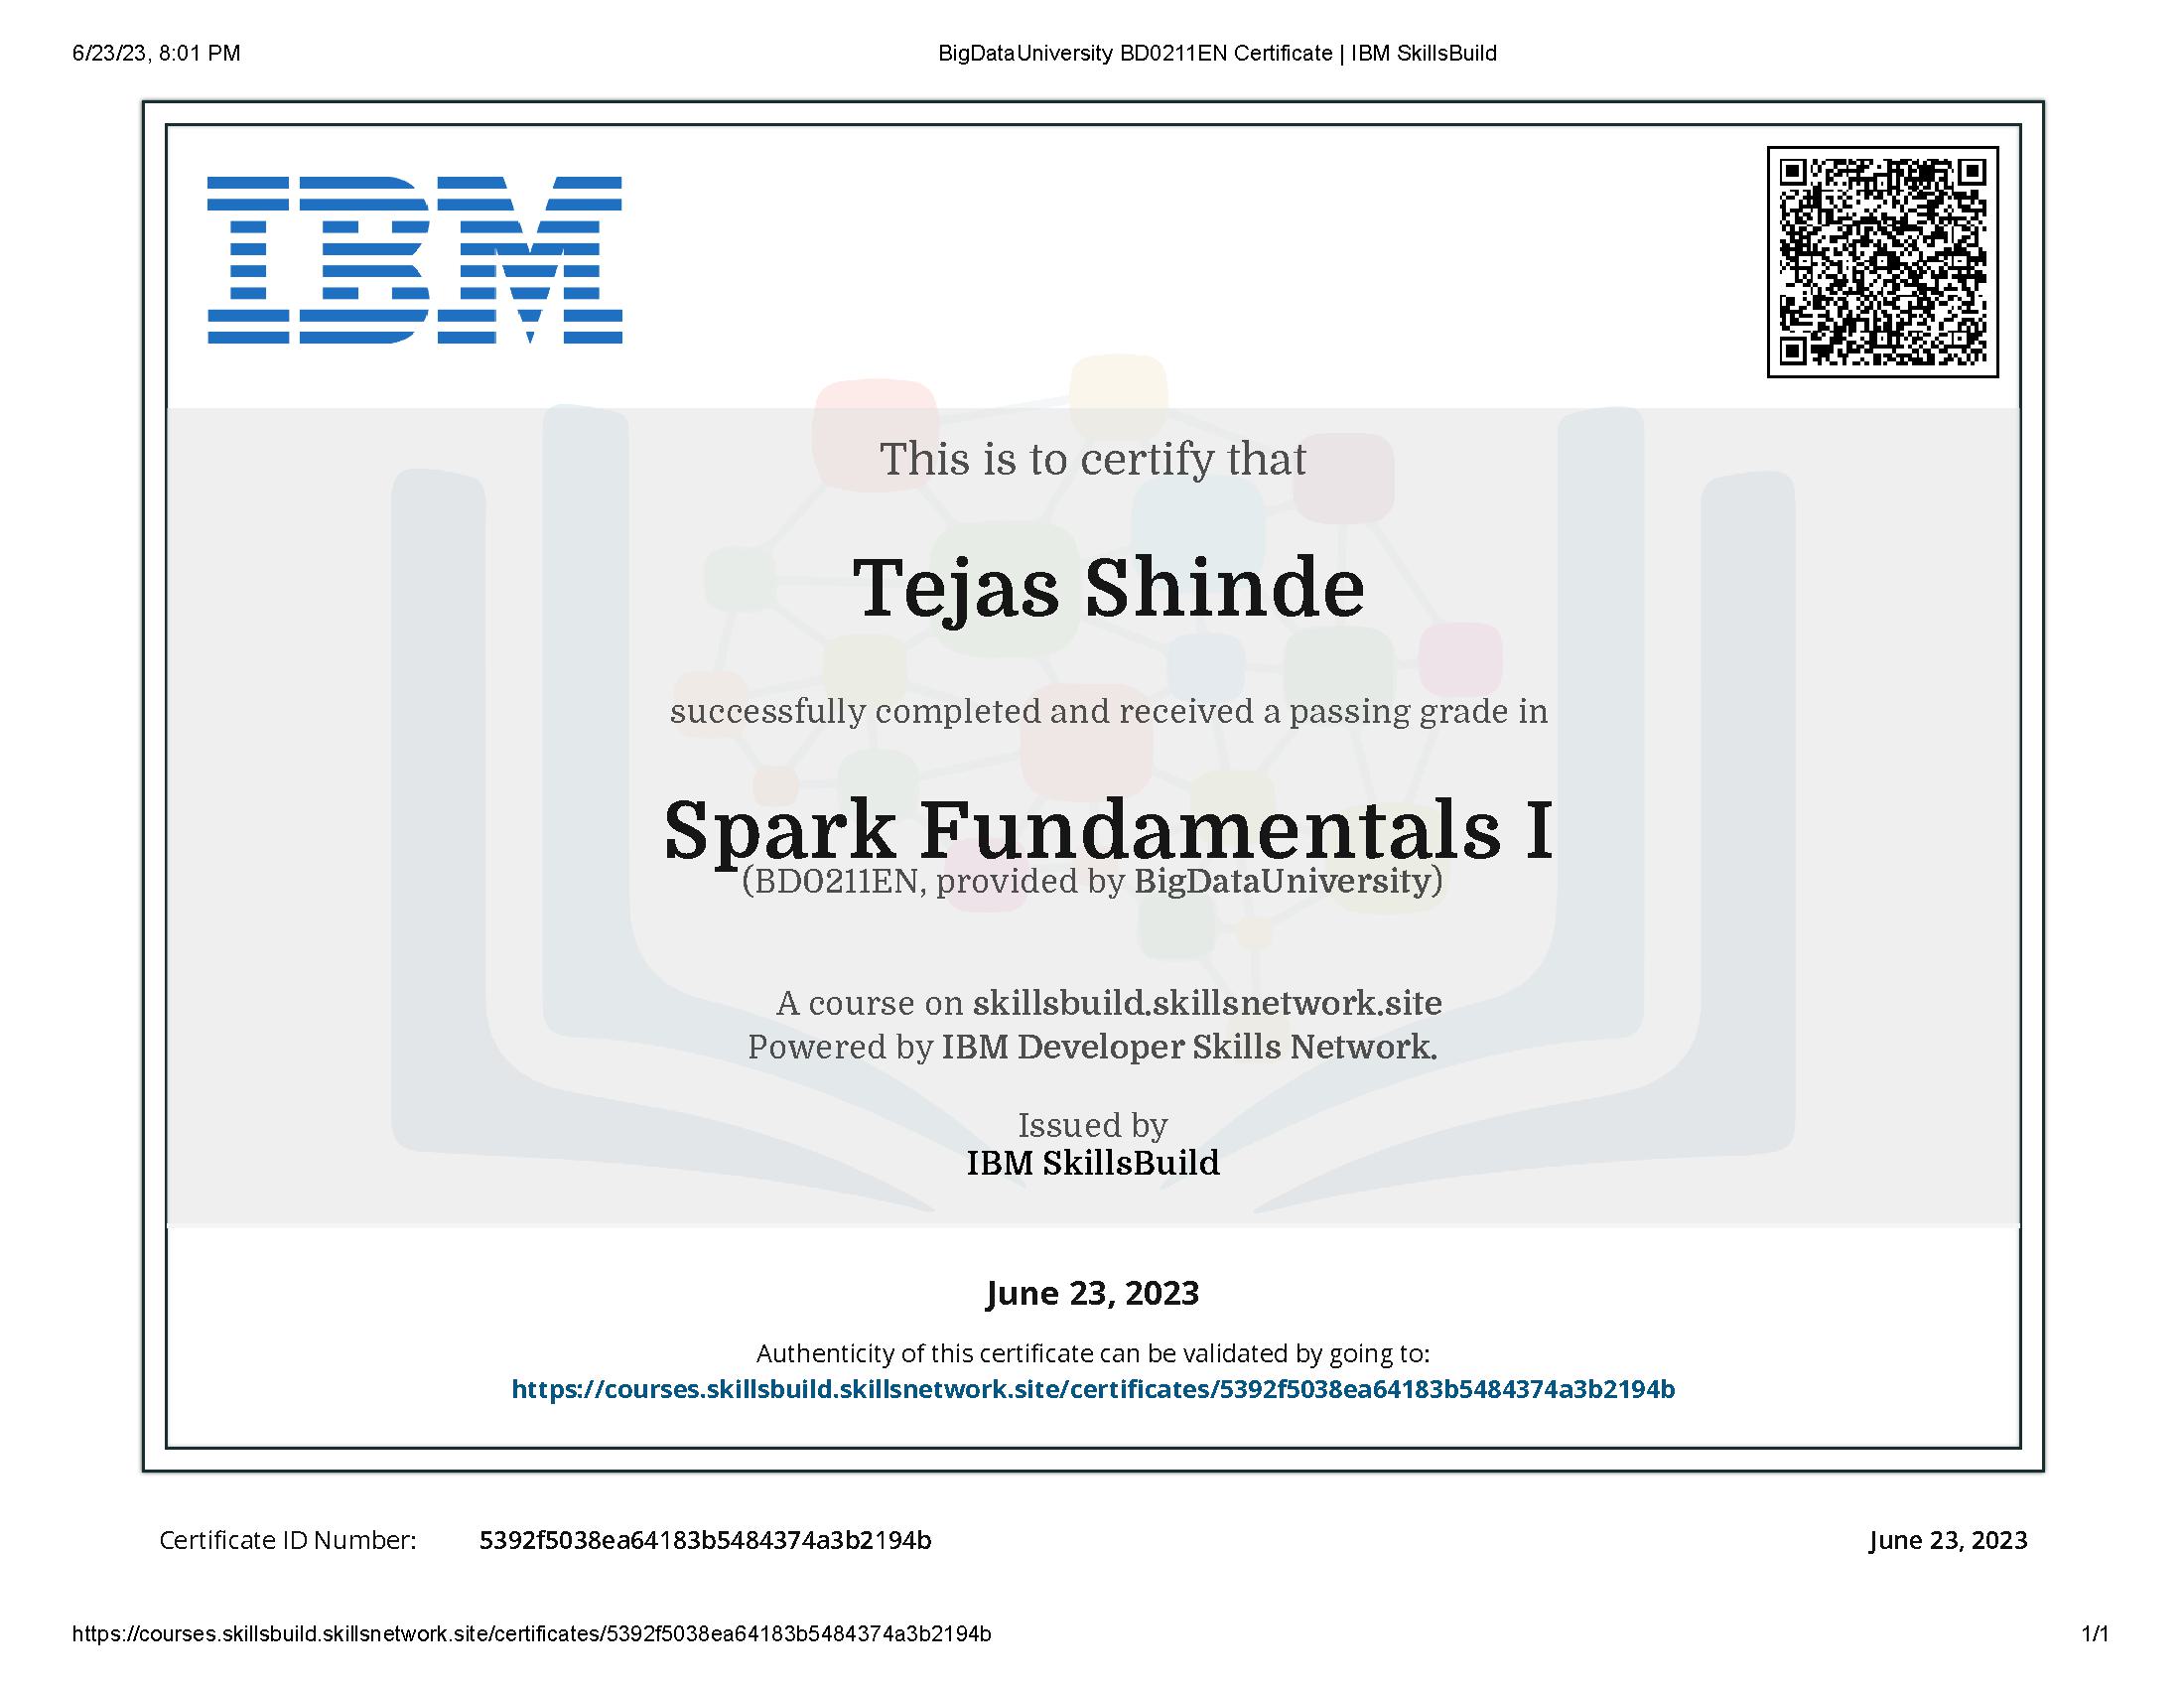 6/23/23, 8:01 PM
BigDataUniversity BD0211EN Certificate | IBM SkillsBuild
IBM
This is to certify that
Tejas Shinde
successfully completed and received a passing grade in
Spark Fundamentals I
(BD0211EN, provided by BigDataUniversity)
A course on skillsbuild.skillsnetwork.site
Powered by IBM Developer Skills Network.
Issued by
IBM SkillsBuild
June 23, 2023
Authenticity of this certificate can be validated by going to:
https://courses.skillsbuild.skillsnetwork.site/certificates/5392f5038ea64183b5484374a3b2194b
Certificate ID Number: 5392f5038ea64183b5484374a3b2194b
June 23, 2023
https://courses.skillsbuild.skillsnetwork.site/certificates/5392f5038ea64183b5484374a3b2194b
1/1